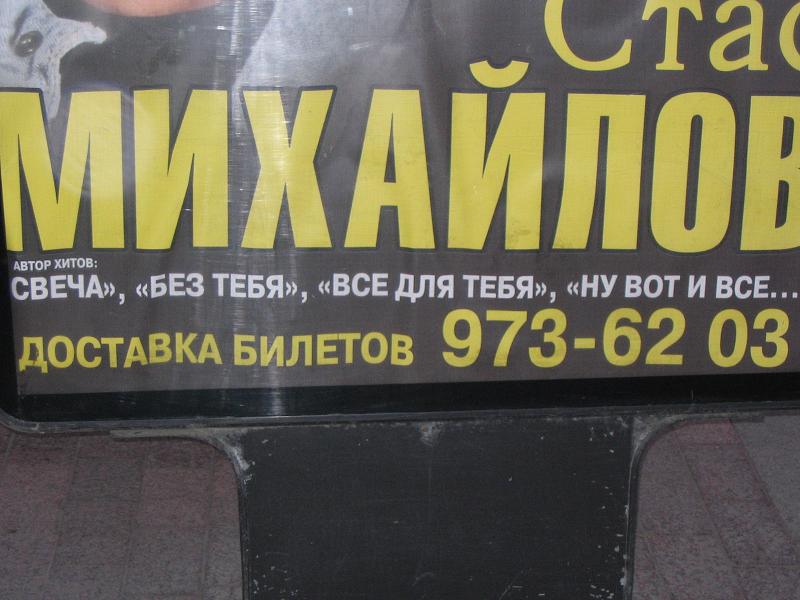 Стас
МИХАЙЛОВ
АВТОР ХИТОВ:
СВЕЧА», «БЕЗ ТЕБЯ», «ВСЕ ДЛЯ ТЕБЯ», «НУ ВОТ И ВСЕ...
ДОСТАВКА БИЛЕТОВ 973-62 03